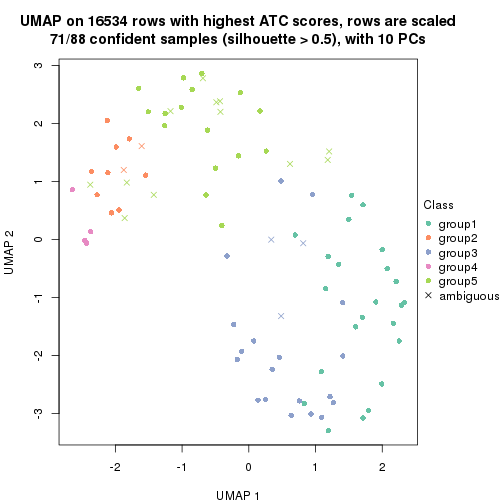 UMAP on 16534 rows with highest ATC scores, rows are scaled
71/88 confident samples (silhouette > 0.5), with 10 PCs
3
2
1
0
-1
-2
-3
UMAP 2
-2
-1
0
1
2
UMAP 1
Class
group1
group2
group3
group4
group5
ambiguous